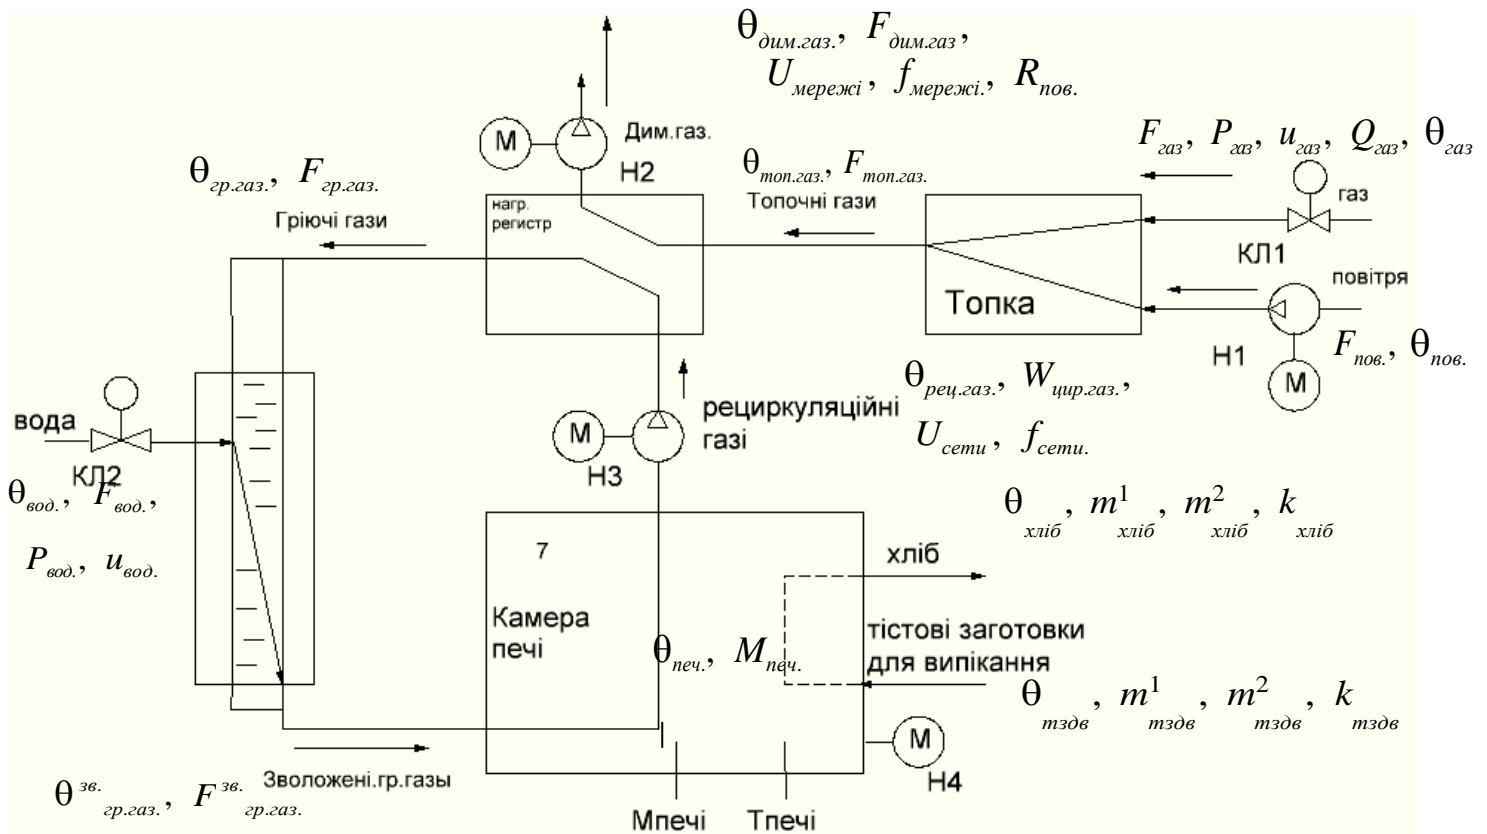 θдим.газ., Fдим.газ,
Uмережі, fмережі., Rпов.
М
Дим.газ.
Н2
Fгаз, Pгаз, uгаз, Qгаз, θгаз
θгр.газ., Fгр.газ.
θтоп.газ., Fтоп.газ.
Гріючі гази
нагр.
регистр
Топочні гази
газ
КЛ1
повітря
Топка
Н1
Fпов., θпов.
М
θрец.газ., Wцир.газ.,
Uсети, fсети.
рециркуляційні
газі
М
Н3
вода
КЛ2
θвод., Fвод.,
Pвод., uвод.
θхліб, m¹хліб, m²хліб, kхліб
7
хліб
Камера
печі
θпеч., Mпеч.
тістові заготовки
для випікання
θтздв, m¹тздв, m²тздв, kтздв
М
Н4
Зволожені.гр.газы
θзв.гр.газ., Fзв.гр.газ.
Мпечі
Тпечі